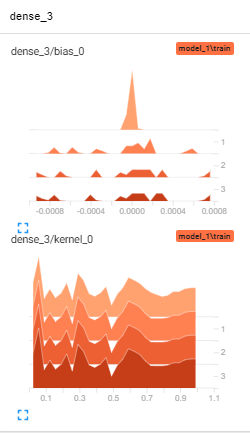 dense_3
dense_3/bias_0
model_1\train
1
2
3
-0.0008 -0.0004 0.0000 0.0004 0.0008
dense_3/kernel_0
model_1\train
1
2
3
0.1 0.3 0.5 0.7 0.9 1.1